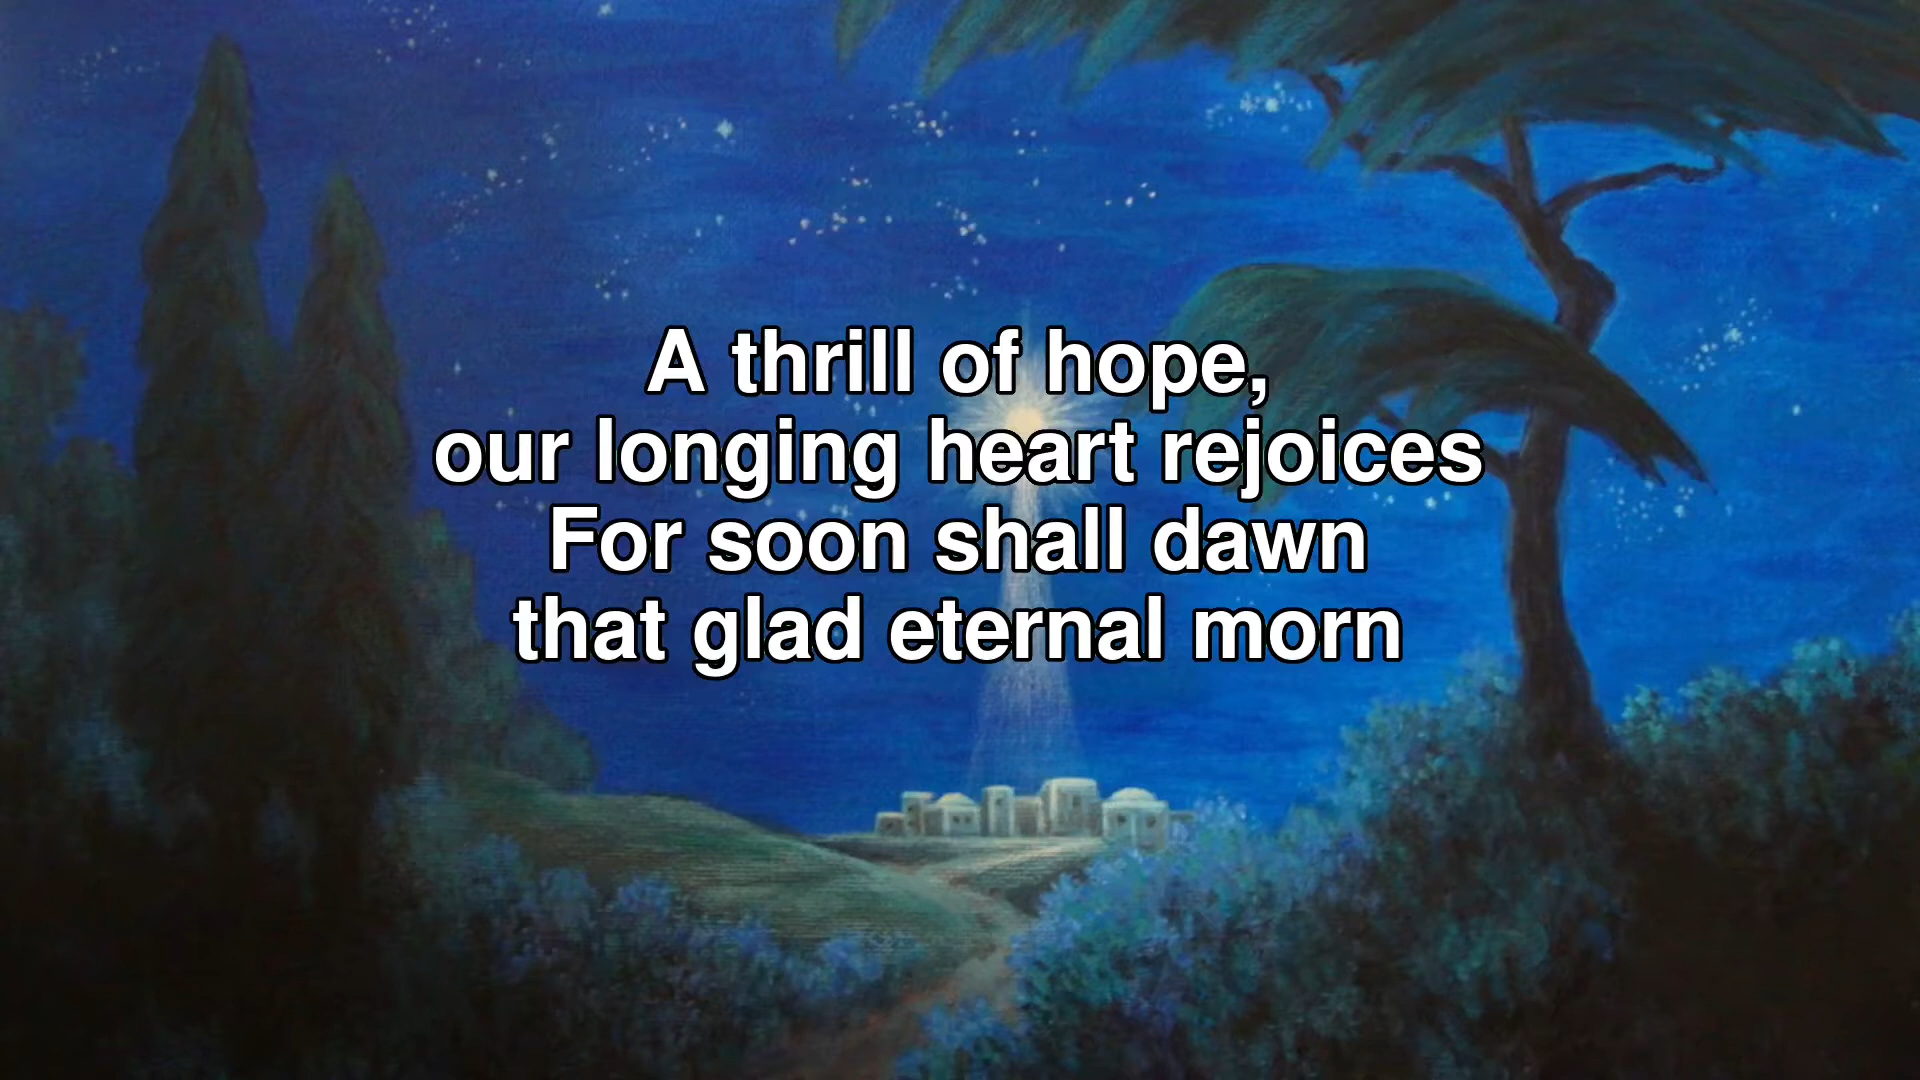 A thrill of hope,
our longing heart rejoices
For soon shall dawn
that glad eternal morn